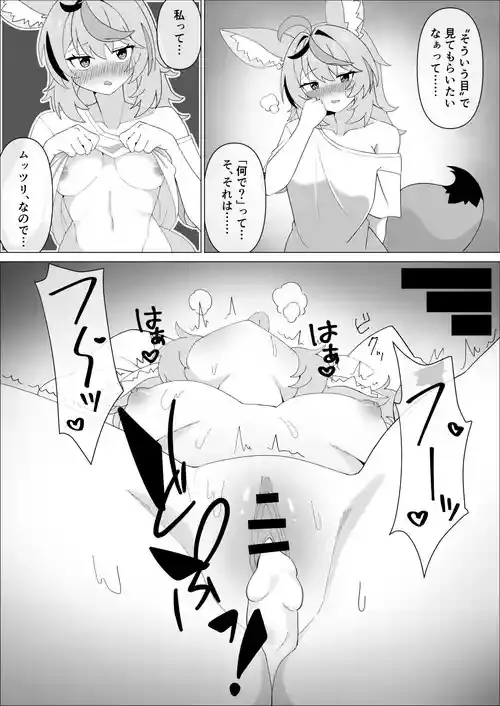 “そういう目”で
見てもらいたい
なぁって……
「何で？」って
そ、それは……
私って…
ムッツリ、なので…
はぁ♡
はぁ♡
ビクッ
フーッ♡
フーッ♡